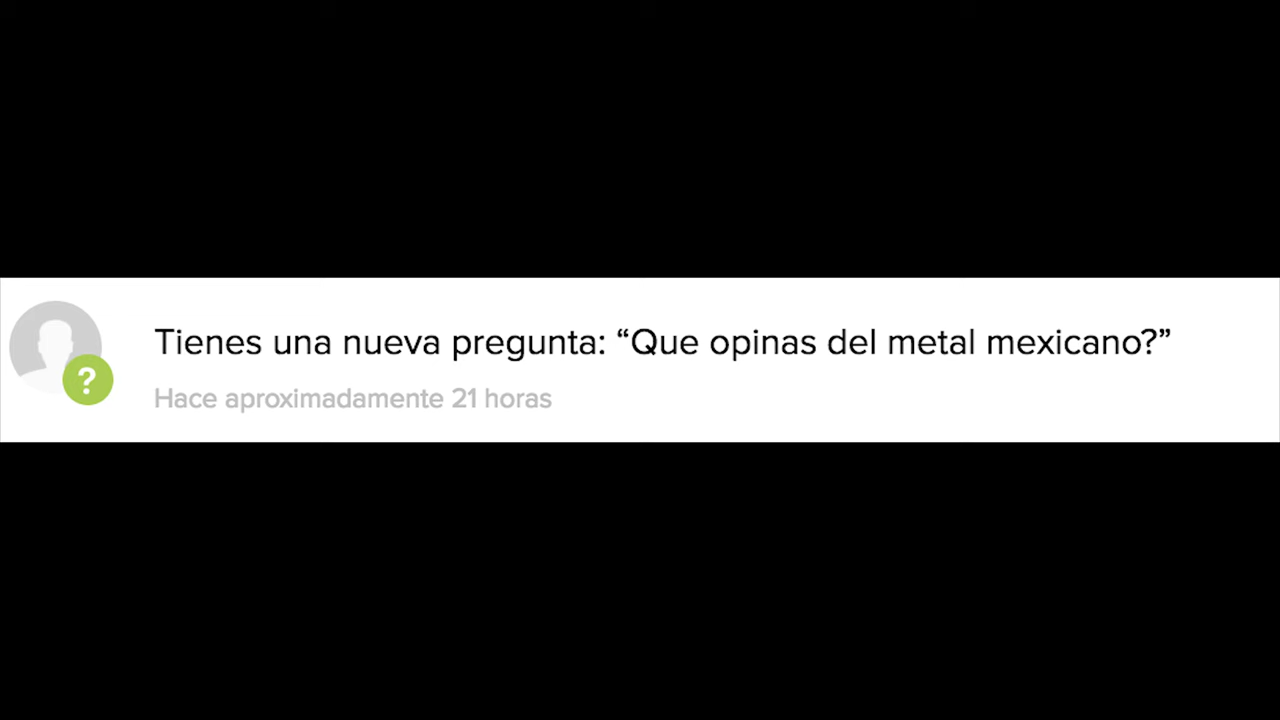 Tienes una nueva pregunta: “Que opinas del metal mexicano?”
?
Hace aproximadamente 21 horas